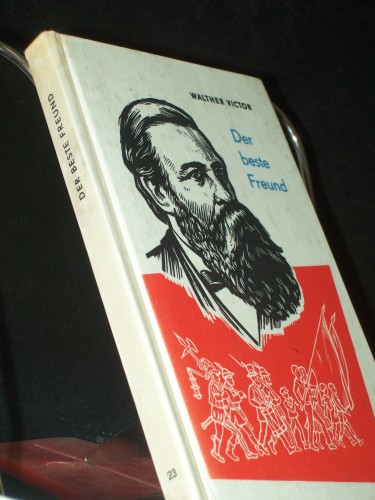 DER BESTE FREUND
23
WALTHER VICTOR
Der
beste
Freund